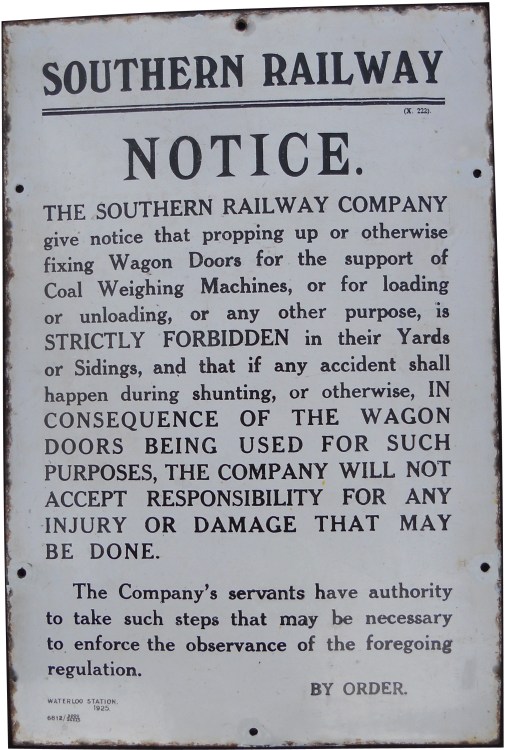 SOUTHERN RAILWAY
(X. 222).
NOTICE.
THE SOUTHERN RAILWAY COMPANY
give notice that propping up or otherwise
fixing Wagon Doors for the support of
Coal Weighing Machines, or for loading
or unloading, or any other purpose, is
STRICTLY FORBIDDEN in their Yards
or Sidings, and that if any accident shall
happen during shunting, or otherwise, IN
CONSEQUENCE OF THE WAGON
DOORS BEING USED FOR SUCH
PURPOSES, THE COMPANY WILL NOT
ACCEPT RESPONSIBILITY FOR ANY
INJURY OR DAMAGE THAT MAY
BE DONE.
The Company's servants have authority
to take such steps that may be necessary
to enforce the observance of the foregoing
regulation.
BY ORDER.
WATERLOO STATION.
1925.